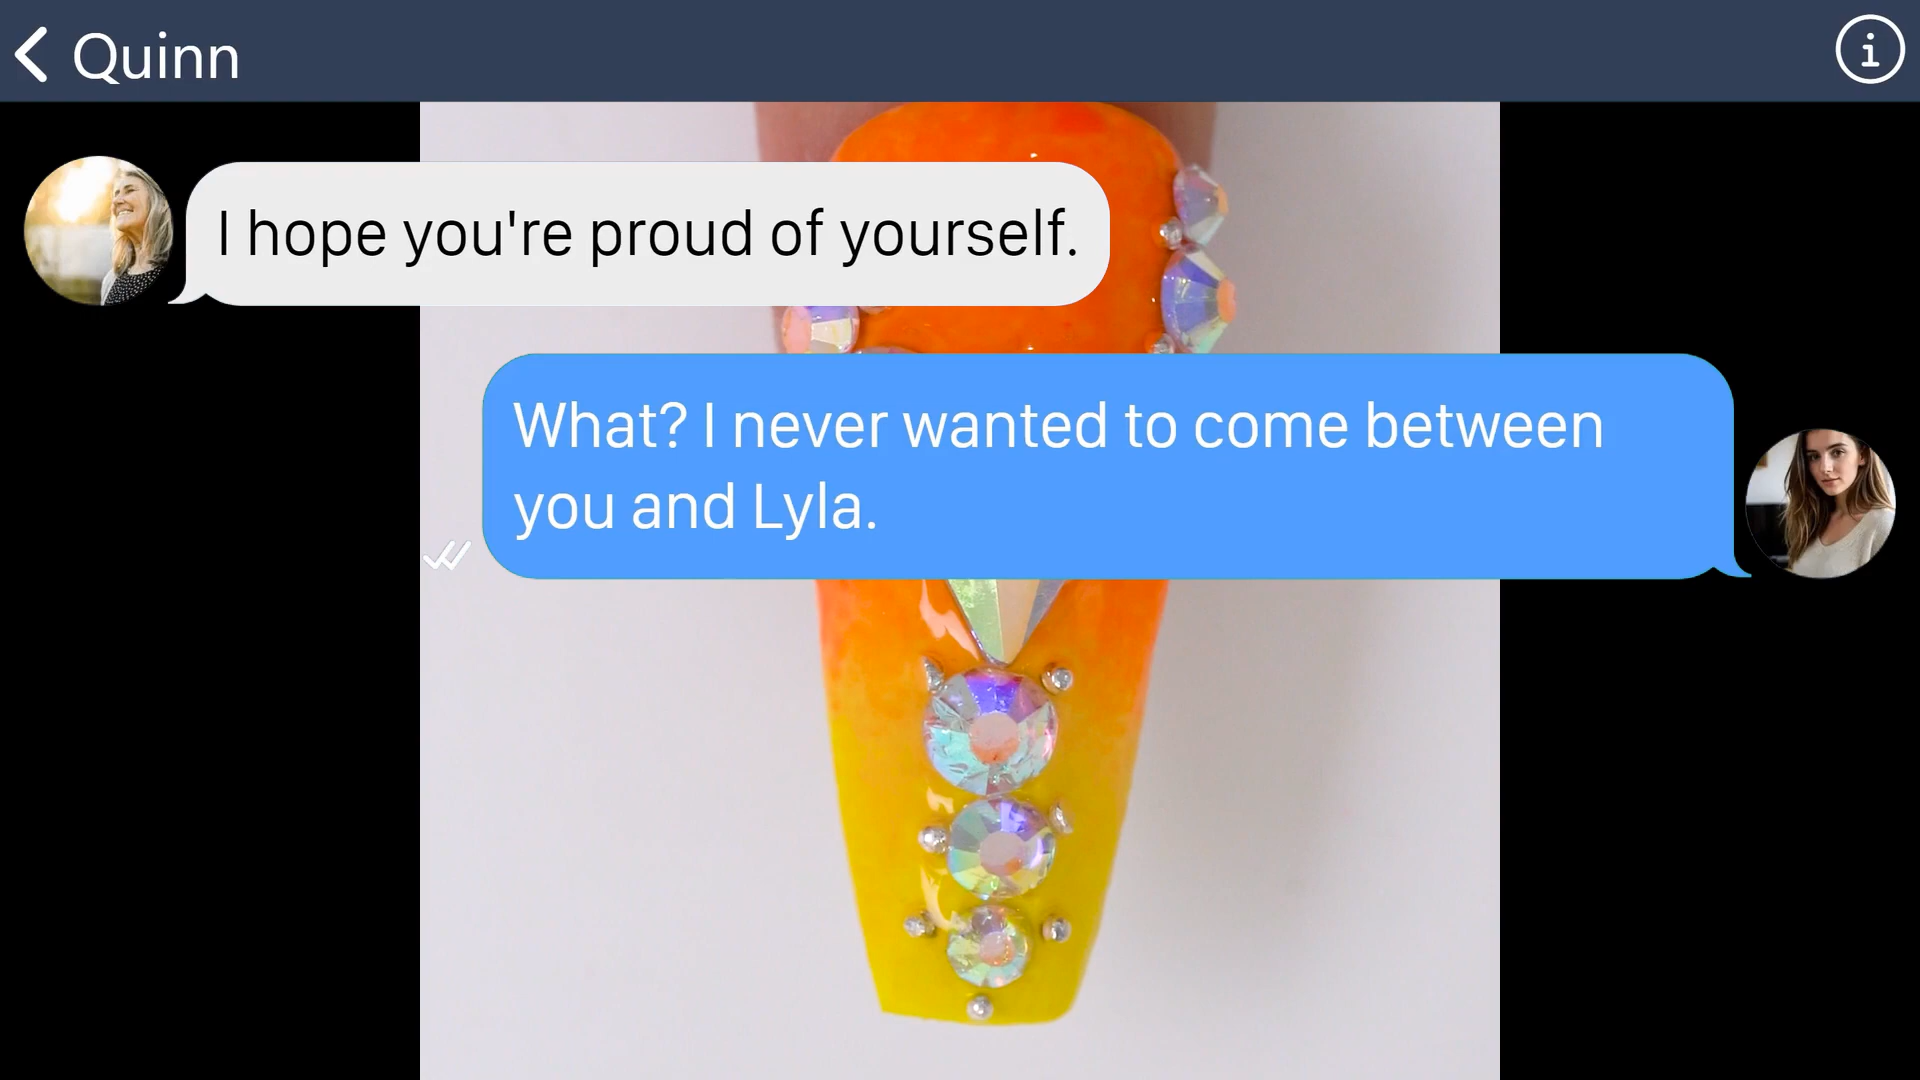 Quinn
I hope you're proud of yourself.
What? I never wanted to come between
you and Lyla.